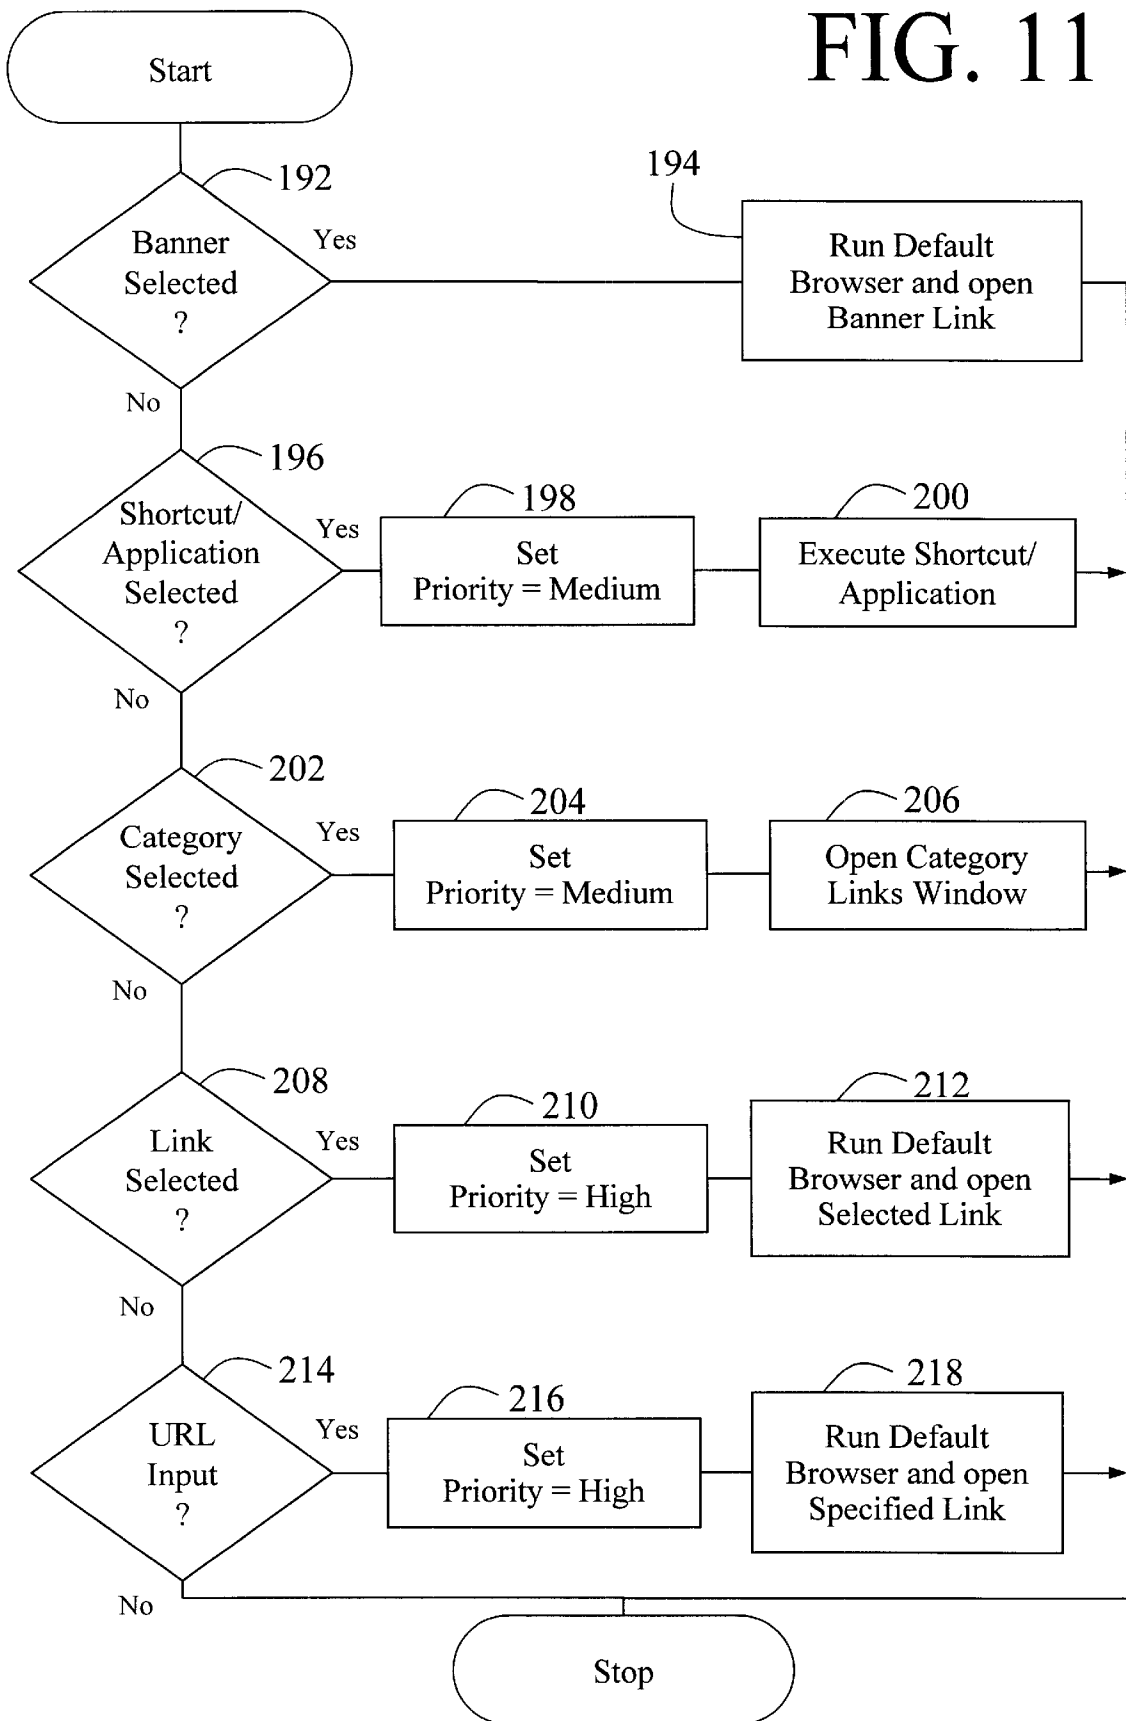 FIG. 11
Start
192
Banner
Selected
?
Yes
No
194
Run Default
Browser and open
Banner Link
196
Shortcut/
Application
Selected
?
Yes
No
198
Set
Priority = Medium
200
Execute Shortcut/
Application
202
Category
Selected
?
Yes
No
204
Set
Priority = Medium
206
Open Category
Links Window
208
Link
Selected
?
Yes
No
210
Set
Priority = High
212
Run Default
Browser and open
Selected Link
214
URL
Input
?
Yes
No
216
Set
Priority = High
218
Run Default
Browser and open
Specified Link
Stop